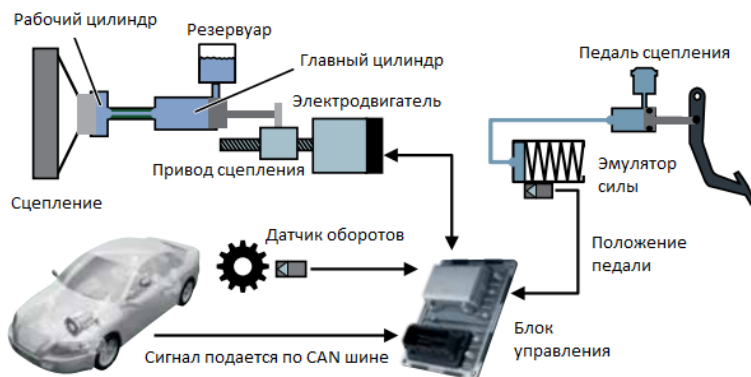 Рабочий цилиндр
Резервуар
Главный цилиндр
Электродвигатель
Привод сцепления
Сцепление
Педаль сцепления
Эмулятор
силы
Положение
педали
Датчик оборотов
Блок
управления
Сигнал подается по CAN шине